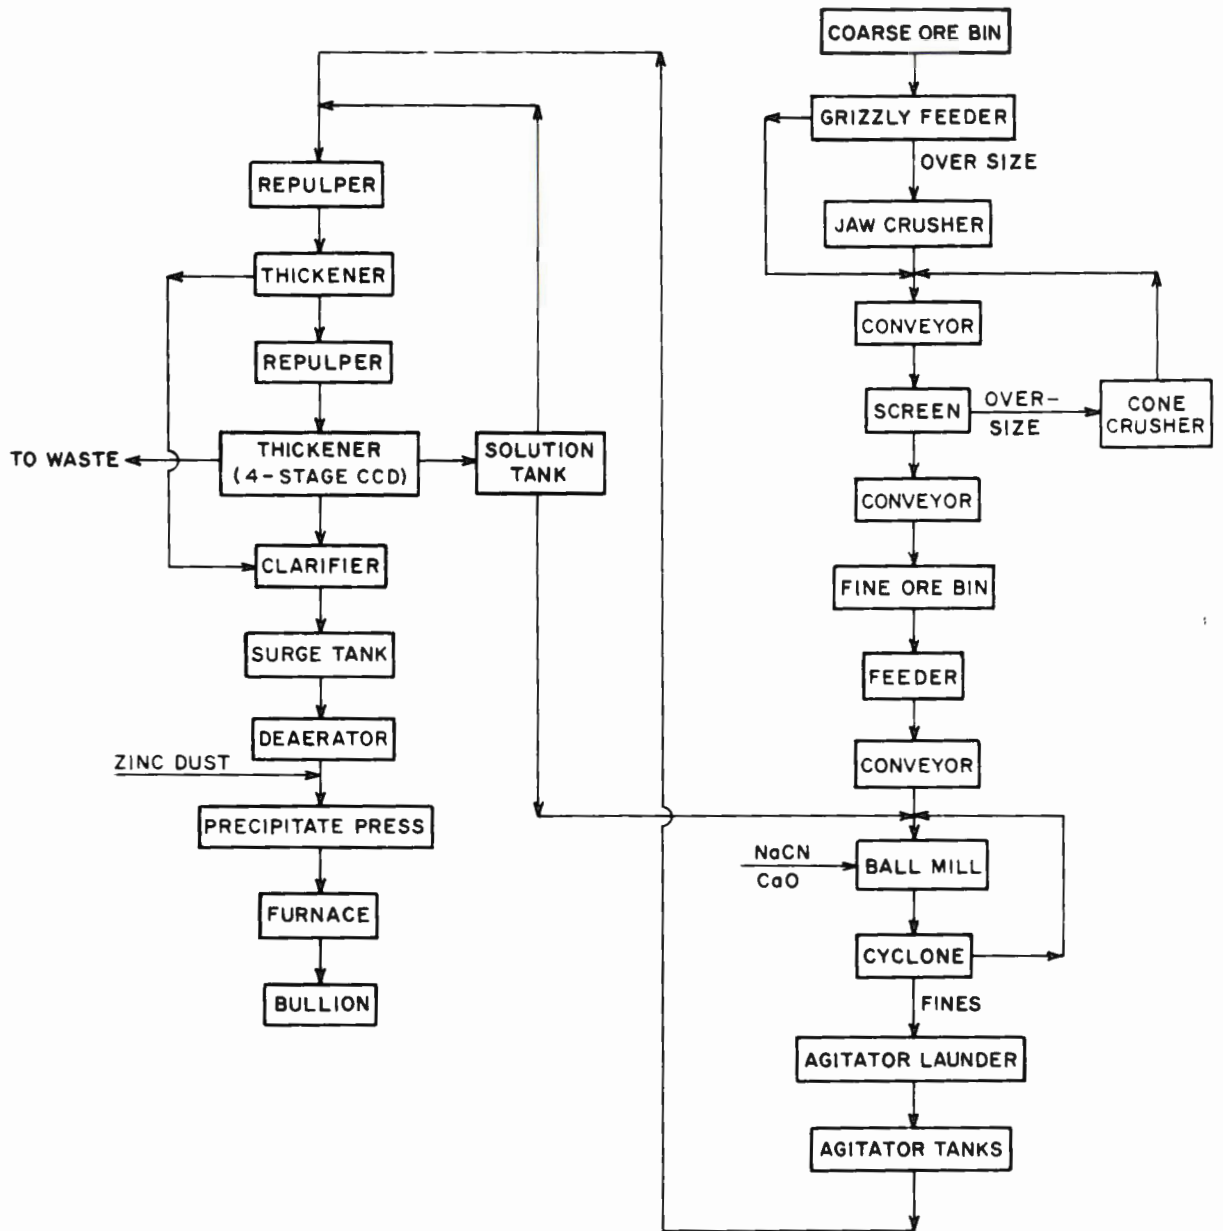 COARSE ORE BIN
GRIZZLY FEEDER
OVER SIZE
JAW CRUSHER
CONVEYOR
SCREEN
OVER-
SIZE
CONE
CRUSHER
CONVEYOR
FINE ORE BIN
FEEDER
CONVEYOR
NaCN
CaO
BALL MILL
CYCLONE
FINES
AGITATOR LAUNDER
AGITATOR TANKS
REPULPER
THICKENER
REPULPER
TO WASTE
THICKENER
(4-STAGE CCD)
SOLUTION
TANK
CLARIFIER
SURGE TANK
DEAERATOR
ZINC DUST
PRECIPITATE PRESS
FURNACE
BULLION